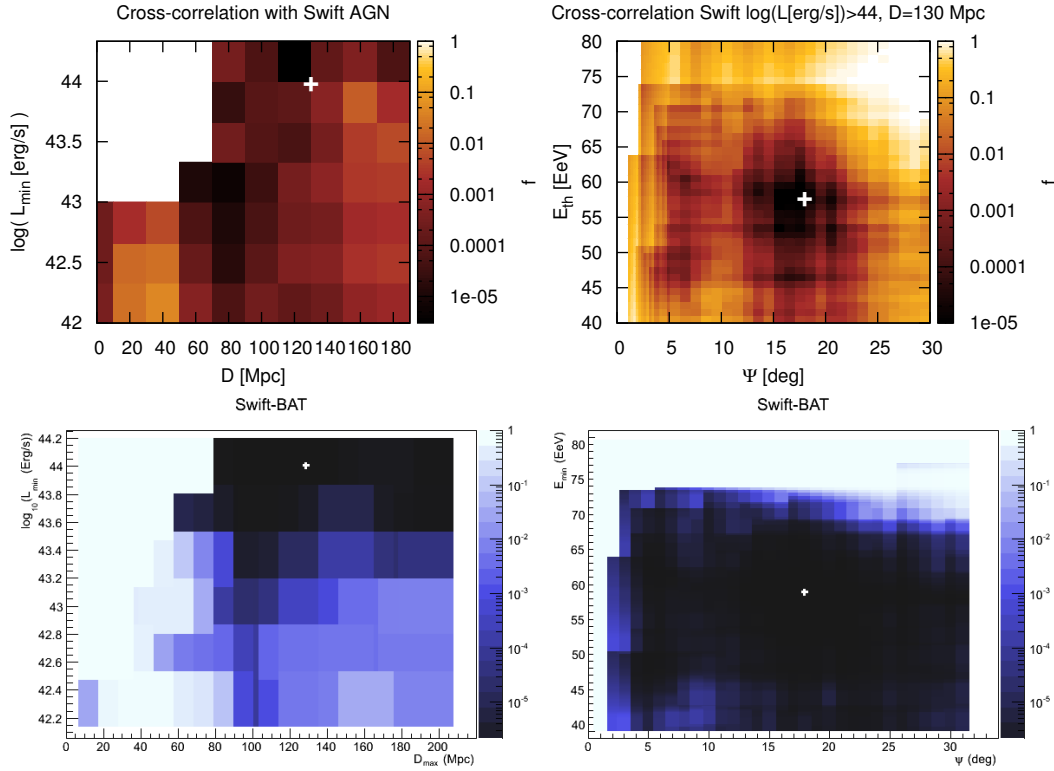 Cross-correlation with Swift AGN
44
43.5
43
42.5
42
log( L_min [erg/s] )
0 20 40 60 80 100 120 140 160 180
D [Mpc]
1
0.1
0.01
0.001
0.0001
1e-05
f
Cross-correlation Swift log(L[erg/s])>44, D=130 Mpc
80
75
70
65
60
55
50
45
40
E_th [EeV]
0 5 10 15 20 25 30
Ψ [deg]
1
0.1
0.01
0.001
0.0001
1e-05
f
Swift-BAT
44.2
44
43.8
43.6
43.4
43.2
43
42.8
42.6
42.4
42.2
log_10 (L_min (Erg/s))
0 20 40 60 80 100 120 140 160 180 200
D_max (Mpc)
1
10^-1
10^-2
10^-3
10^-4
10^-5
Swift-BAT
80
75
70
65
60
55
50
45
40
E_min (EeV)
0 5 10 15 20 25 30
ψ (deg)
1
10^-1
10^-2
10^-3
10^-4
10^-5